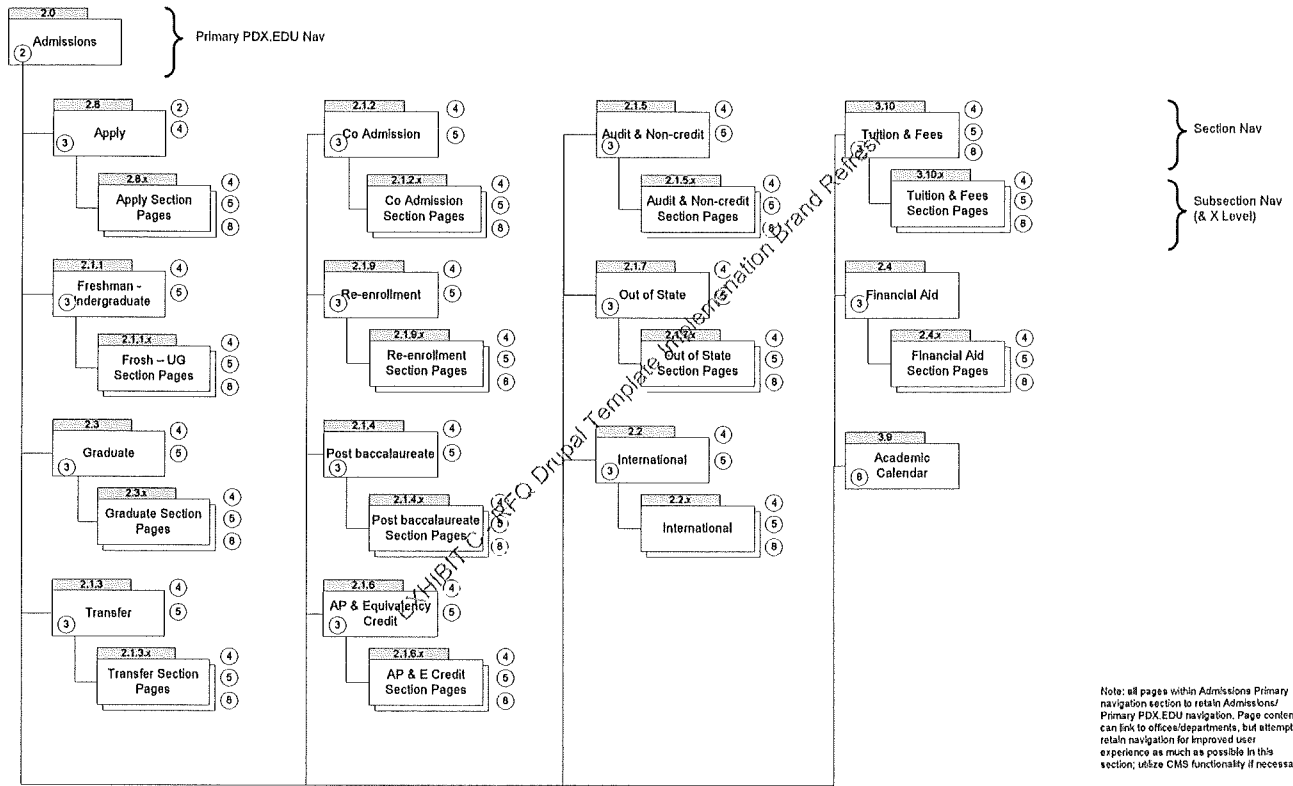 2.0
Admissions
2
Primary PDX.EDU Nav
2.8
Apply
3
2
4
2.8.x
Apply Section
Pages
4
5
8
2.1.1
Freshman -
Undergraduate
3
4
5
2.1.1.x
Frosh – UG
Section Pages
4
5
8
2.3
Graduate
3
4
5
2.3.x
Graduate Section
Pages
4
5
8
2.1.3
Transfer
3
4
5
2.1.3.x
Transfer Section
Pages
4
5
8
2.1.2
Co Admission
3
4
5
2.1.2.x
Co Admission
Section Pages
4
5
8
2.1.9
Re-enrollment
3
4
5
2.1.9.x
Re-enrollment
Section Pages
4
5
8
2.1.4
Post baccalaureate
3
4
5
2.1.4.x
Post baccalaureate
Section Pages
4
5
8
2.1.6
AP & Equivalency
Credit
3
4
5
2.1.6.x
AP & E Credit
Section Pages
4
5
8
2.1.5
Audit & Non-credit
3
4
5
2.1.5.x
Audit & Non-credit
Section Pages
4
5
8
2.1.7
Out of State
3
4
5
Out of State
Section Pages
4
5
8
2.2
International
3
4
5
2.2.x
International
4
5
8
3.10
Tuition & Fees
4
5
8
3.10.x
Tuition & Fees
Section Pages
4
5
8
2.4
Financial Aid
3
2.4.x
Financial Aid
Section Pages
4
5
8
3.9
Academic
Calendar
8
Section Nav
Subsection Nav
(& X Level)
EXHIBIT C - RFQ Drupal Template Implemenation Brand Refresh
Note: all pages within Admissions Primary
navigation section to retain Admissions/
Primary PDX.EDU navigation. Page conten
can link to offices/departments, but attempt
retain navigation for improved user
experience as much as possible in this
section; utilize CMS functionality if necessa